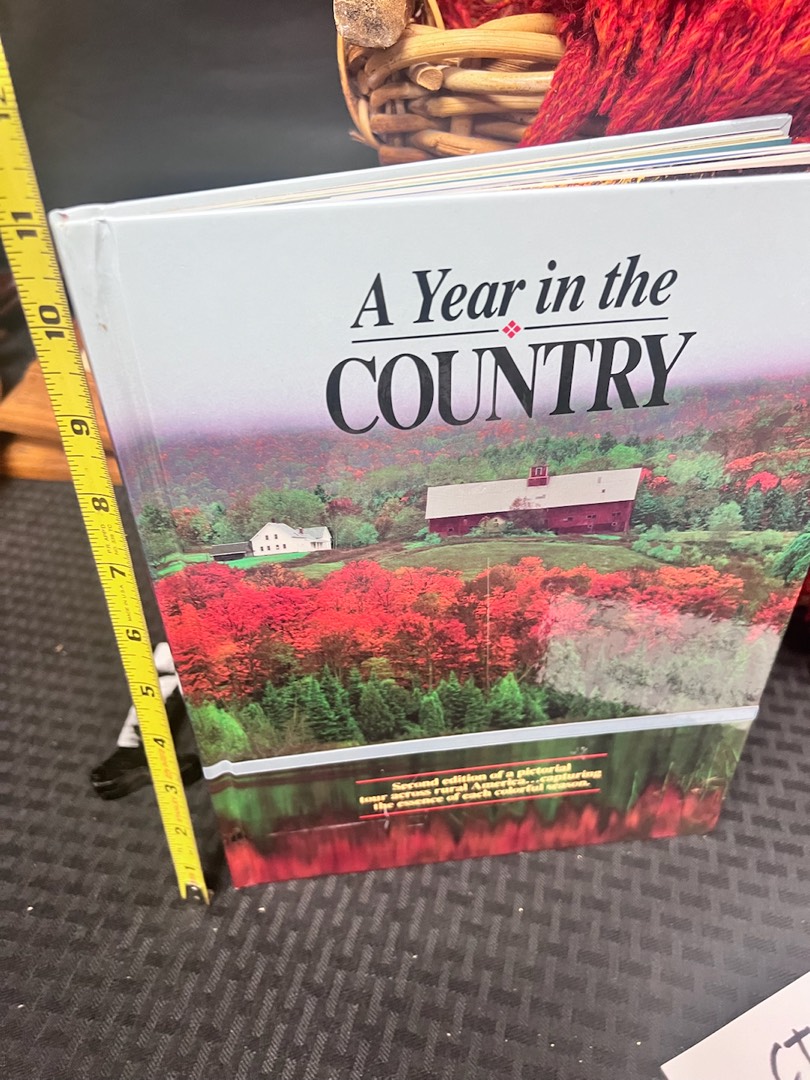 A Year in the
COUNTRY
Second edition of a pictorial
tour across rural America...capturing
the essence of each colorful season.
12
11
10
9
8
7
6
5
4
3
2
1